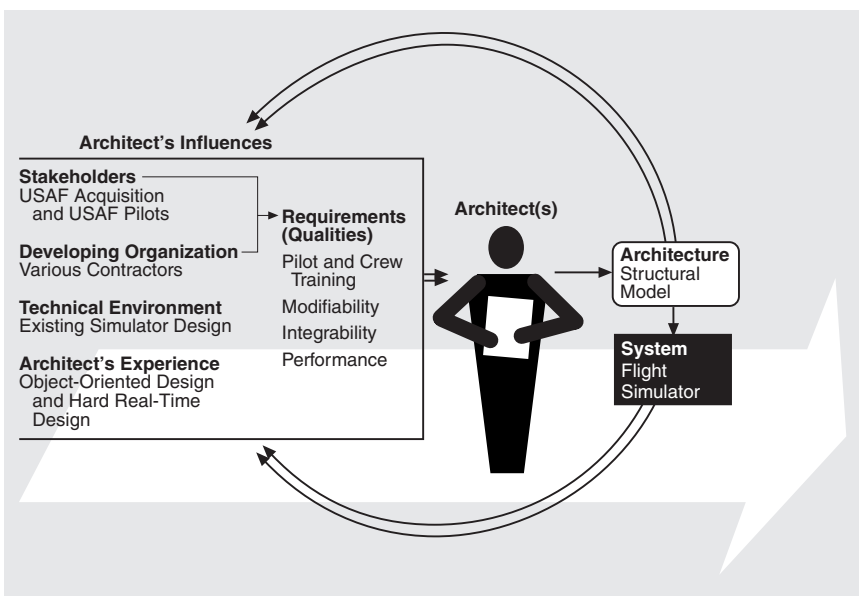 Architect's Influences
Stakeholders
USAF Acquisition
and USAF Pilots
Developing Organization
Various Contractors
Technical Environment
Existing Simulator Design
Architect's Experience
Object-Oriented Design
and Hard Real-Time
Design
Requirements
(Qualities)
Pilot and Crew
Training
Modifiability
Integrability
Performance
Architect(s)
Architecture
Structural
Model
System
Flight
Simulator